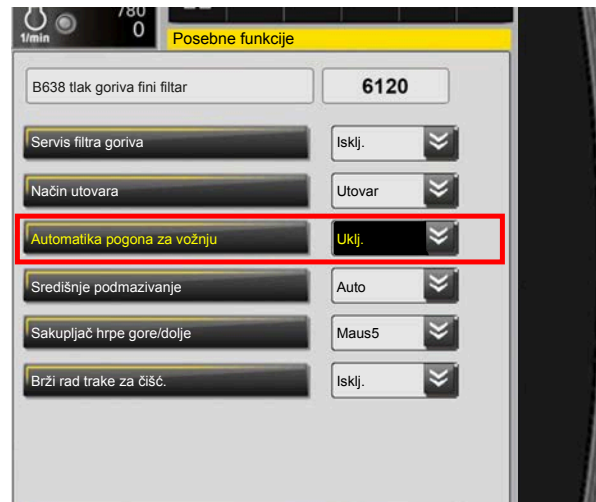 780
1/min
0
Posebne funkcije
B638 tlak goriva fini filtar 6120
Servis filtra goriva Isklj.
Način utovara Utovar
Automatika pogona za vožnju Uklj.
Središnje podmazivanje Auto
Sakupljač hrpe gore/dolje Maus5
Brži rad trake za čišć. Isklj.